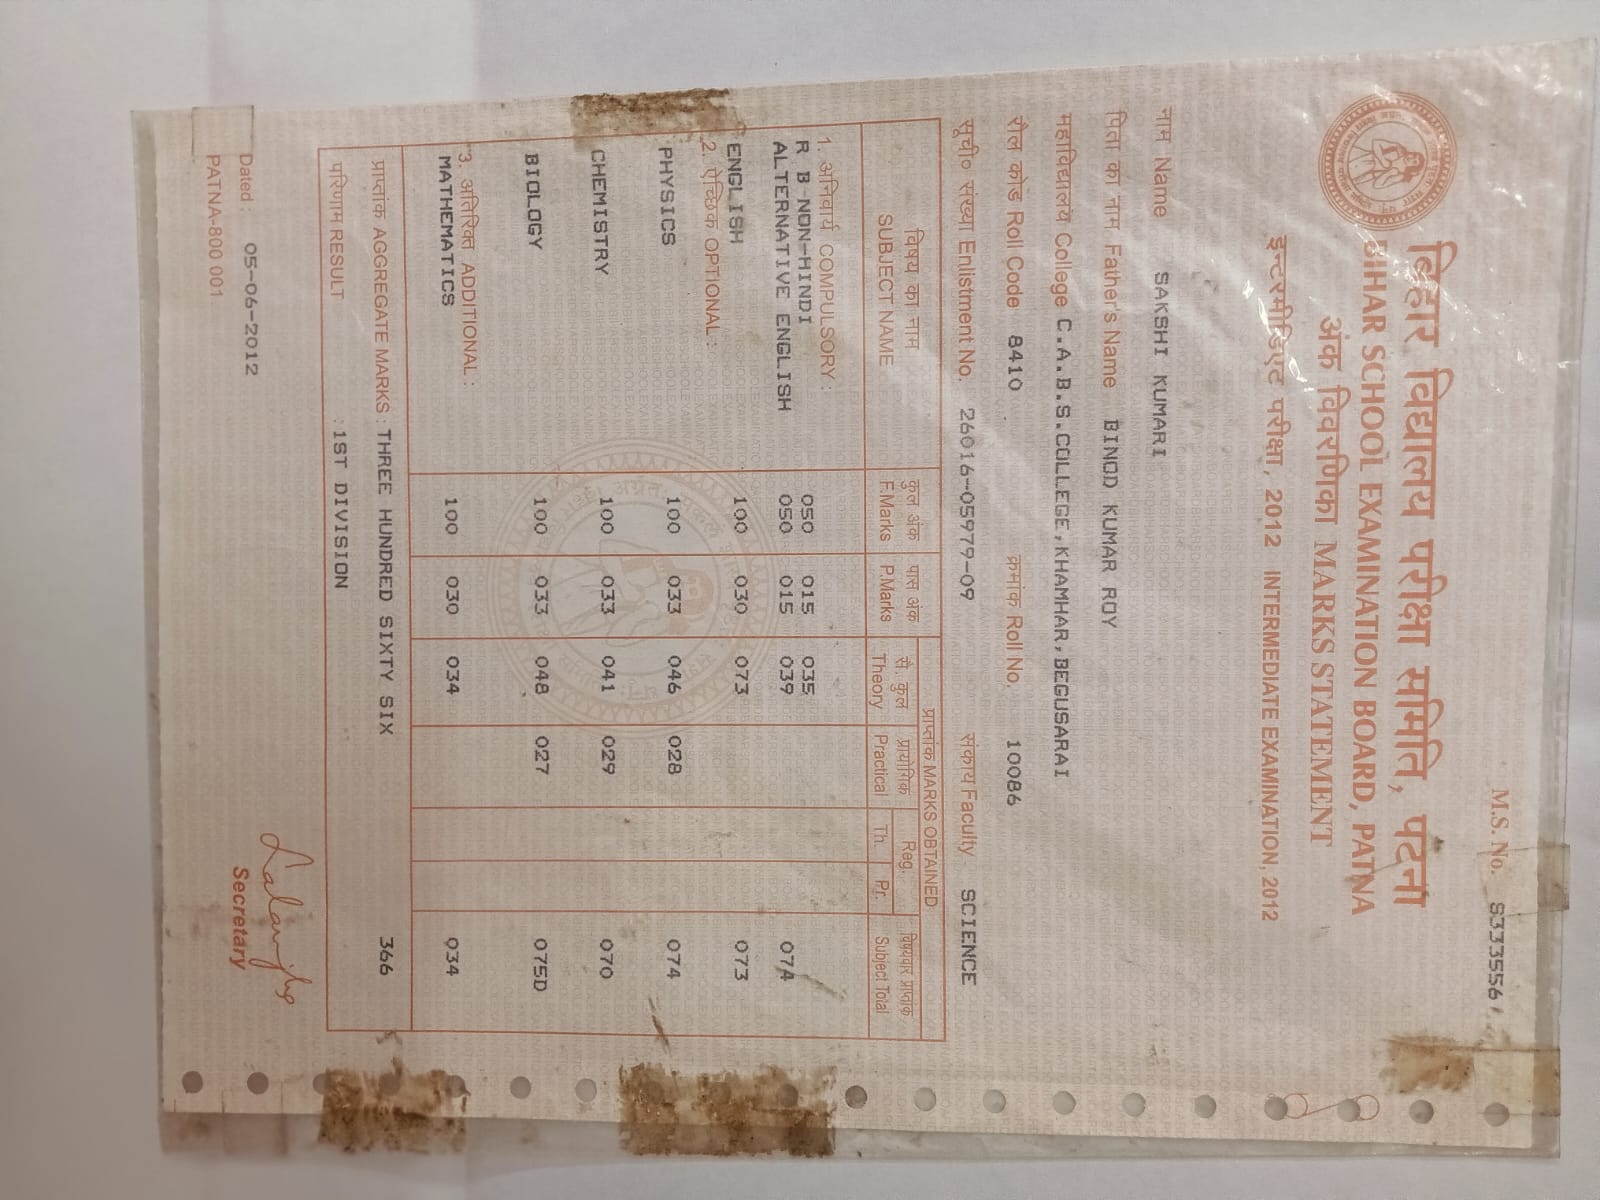 M.S. No. S333556
बिहार विद्यालय परीक्षा समिति, पटना
BIHAR SCHOOL EXAMINATION BOARD, PATNA
अंक विवरणिका MARKS STATEMENT
इन्टरमीडिएट परीक्षा, 2012 INTERMEDIATE EXAMINATION, 2012
नाम Name SAKSHI KUMARI
पिता का नाम Father's Name BINOD KUMAR ROY
महाविद्यालय College C.A.B.S.COLLEGE,KHAMHAR,BEGUSARAI
रौल कोड Roll Code 8410 क्रमांक Roll No. 10086
सूची० संख्या Enlistment No. 26016-05979-09 संकाय Faculty SCIENCE
विषय का नाम SUBJECT NAME कुल अंक F.Marks पास अंक P.Marks प्राप्तांक MARKS OBTAINED
सै. कुल Theory प्रायोगिक Practical Reg. Th. Pr. विषयवार प्राप्तांक Subject Total
1. अनिवार्य COMPULSORY :
R B-NON-HINDI 050 015 035
ALTERNATIVE ENGLISH 050 015 039 074
ENGLISH 100 030 073 073
2. ऐच्छिक OPTIONAL :
PHYSICS 100 033 046 028 074
CHEMISTRY 100 033 041 029 070
BIOLOGY 100 033 048 027 075D
3. अतिरिक्त ADDITIONAL :
MATHEMATICS 100 030 034 034
प्राप्तांक AGGREGATE MARKS : THREE HUNDRED SIXTY SIX 366
परिणाम RESULT : 1ST DIVISION
Dated : 05-06-2012
PATNA-800 001
Secretary